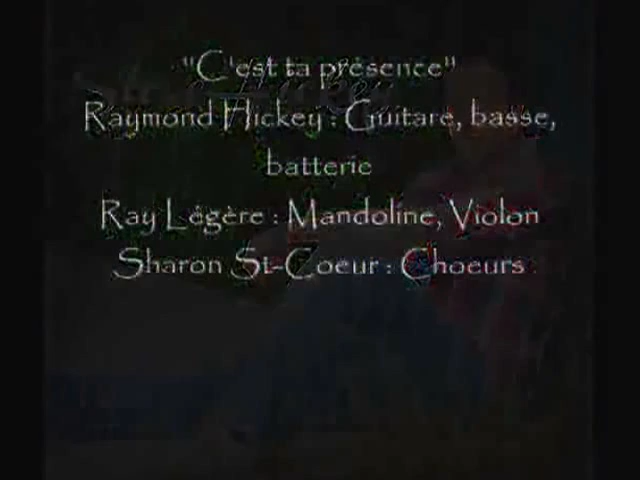 "C'est ta présence"
Raymond Hickey : Guitare, basse,
batterie
Ray Légère : Mandoline, Violon
Sharon St-Coeur : Choeurs